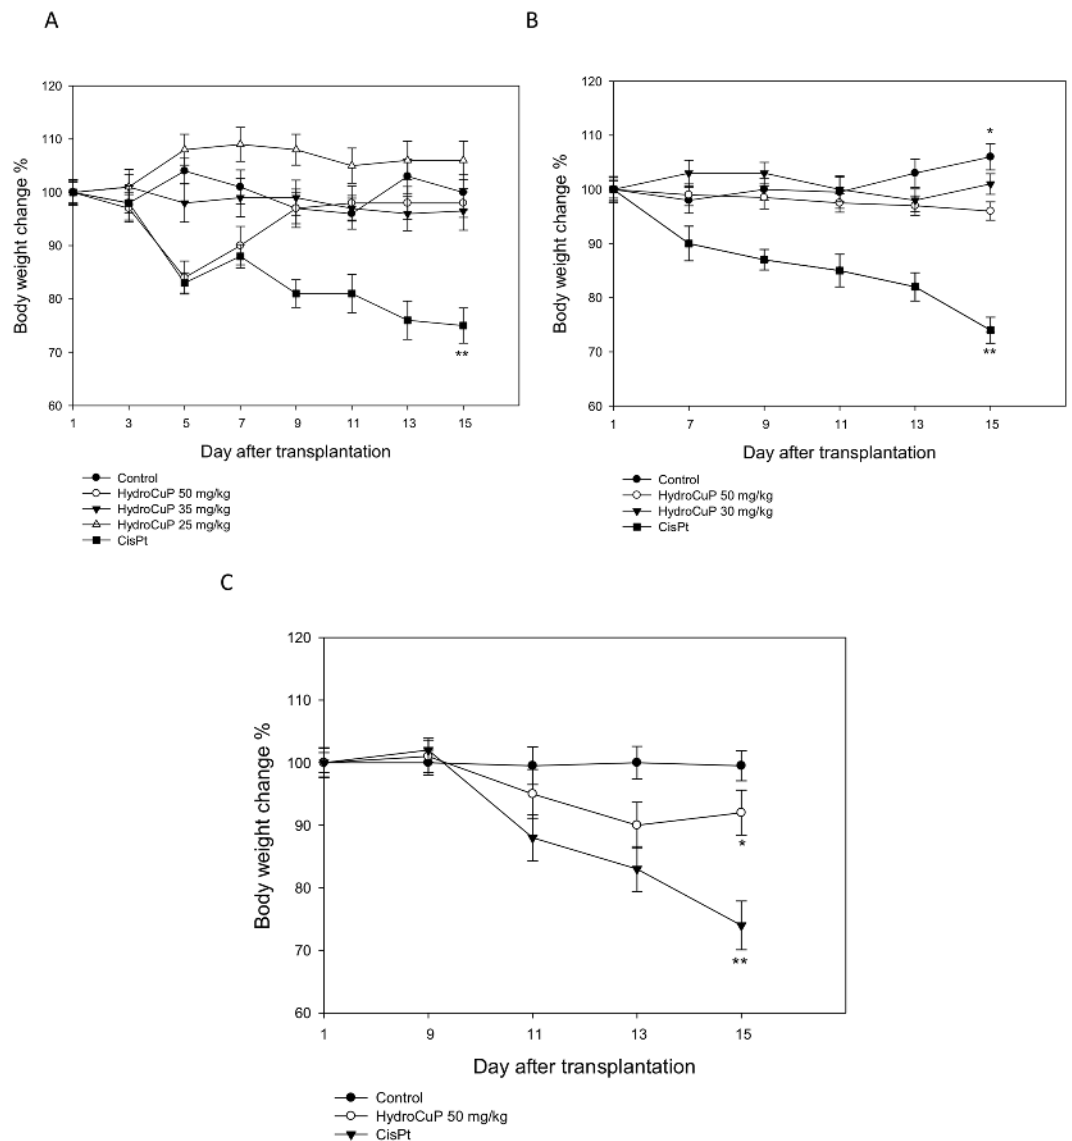 A
120
110
100
90
80
70
60
Body weight change %
1 3 5 7 9 11 13 15
**
Day after transplantation
Control
HydroCuP 50 mg/kg
HydroCuP 35 mg/kg
HydroCuP 25 mg/kg
CisPt
B
120
110
100
90
80
70
60
Body weight change %
*
**
1 7 9 11 13 15
Day after transplantation
Control
HydroCuP 50 mg/kg
HydroCuP 30 mg/kg
CisPt
C
120
110
100
90
80
70
60
Body weight change %
*
**
1 9 11 13 15
Day after transplantation
Control
HydroCuP 50 mg/kg
CisPt